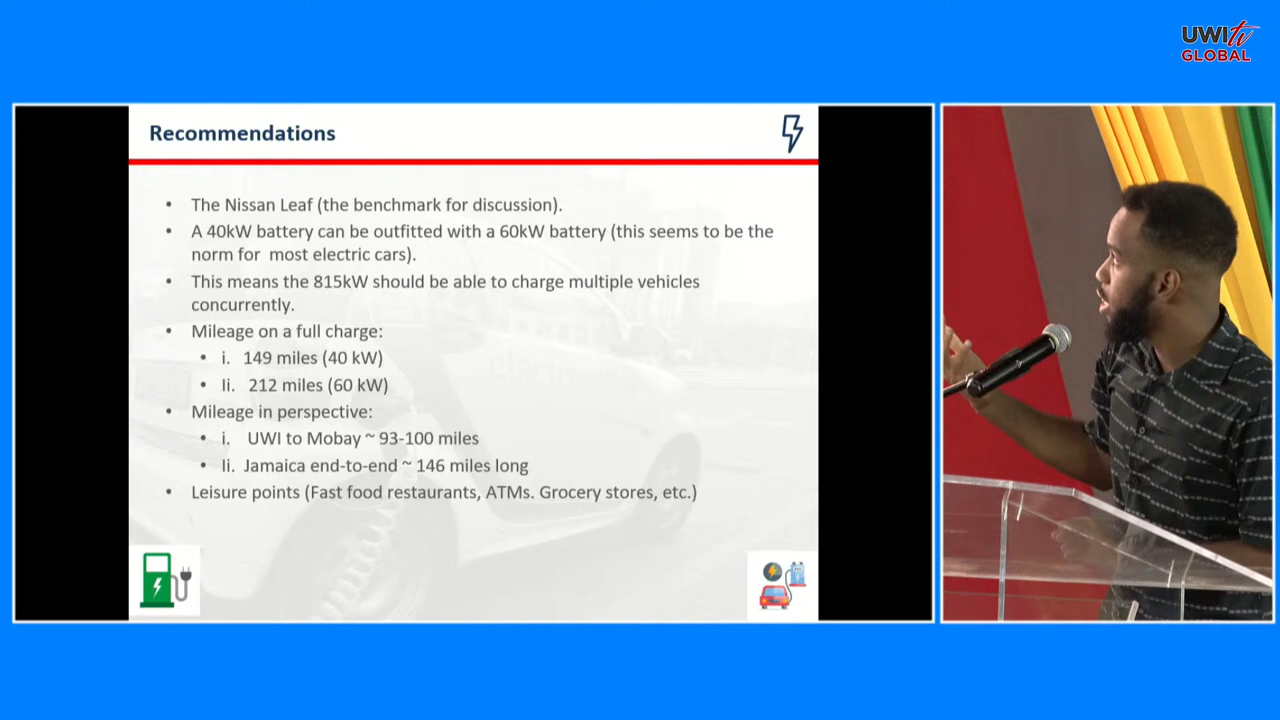 UWItv
GLOBAL
Recommendations
• The Nissan Leaf (the benchmark for discussion).
• A 40kW battery can be outfitted with a 60kW battery (this seems to be the
norm for most electric cars).
• This means the 815kW should be able to charge multiple vehicles
concurrently.
• Mileage on a full charge:
• i. 149 miles (40 kW)
• Ii. 212 miles (60 kW)
• Mileage in perspective:
• i. UWI to Mobay ~ 93-100 miles
• Ii. Jamaica end-to-end ~ 146 miles long
• Leisure points (Fast food restaurants, ATMs. Grocery stores, etc.)